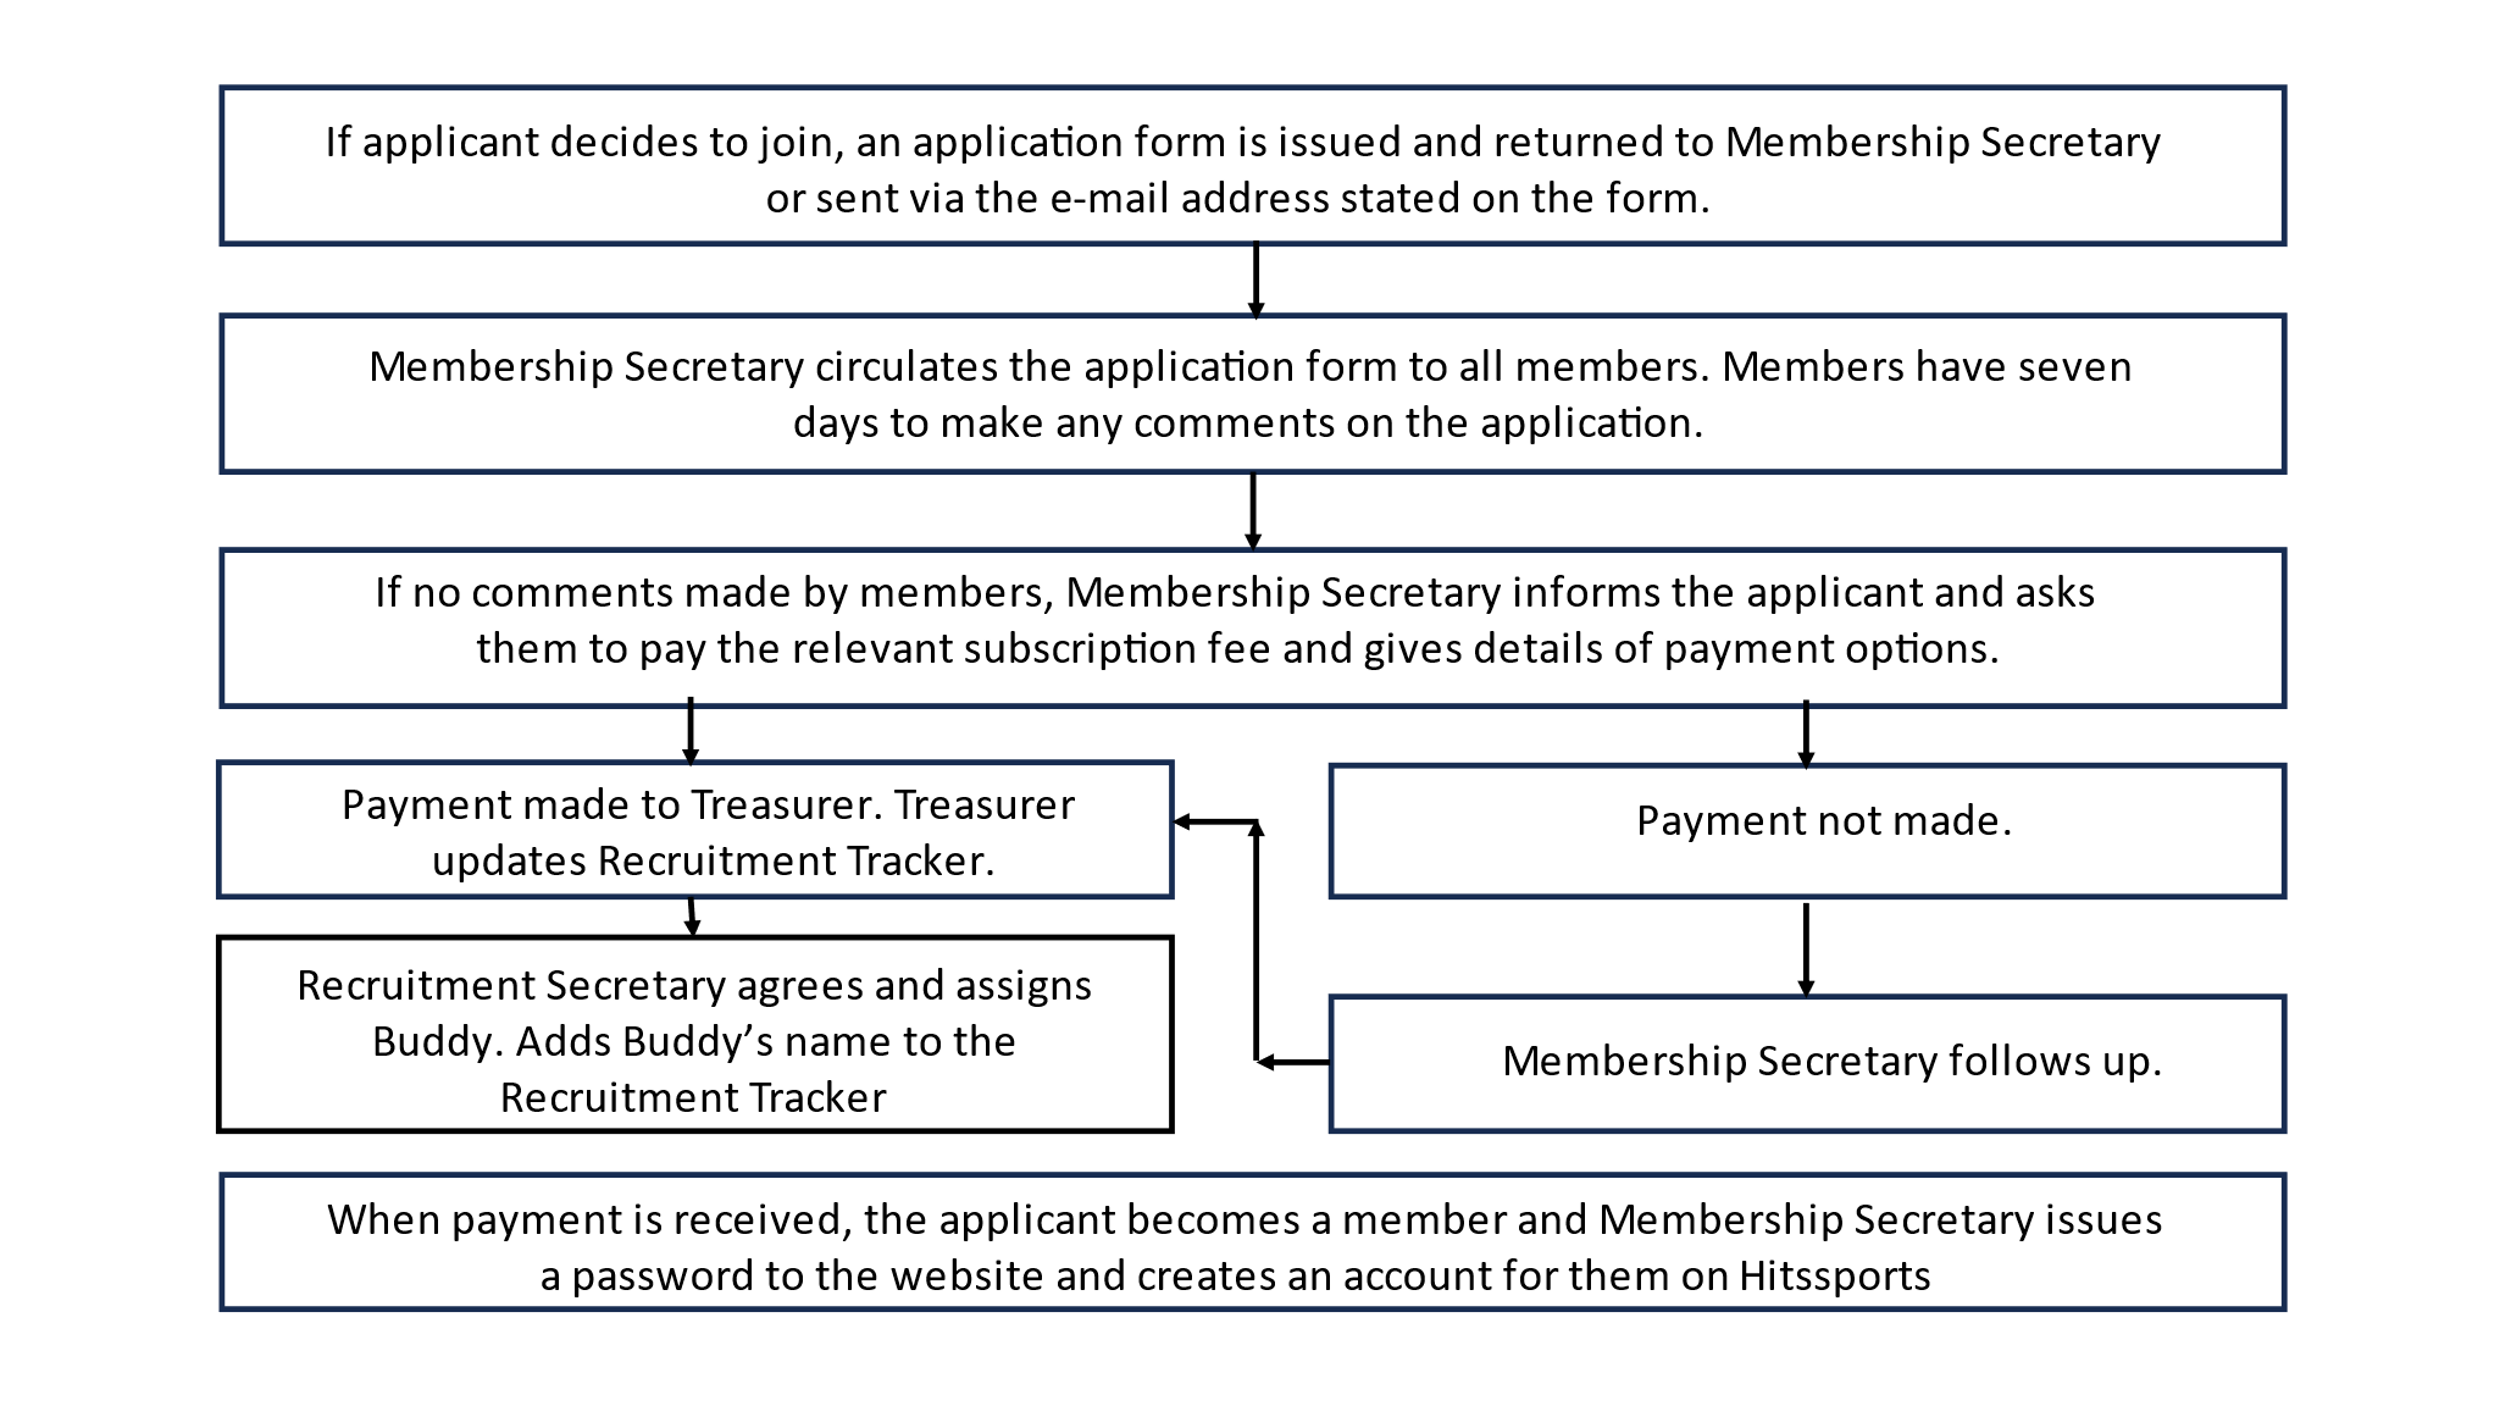 If applicant decides to join, an application form is issued and returned to Membership Secretary
or sent via the e-mail address stated on the form.
Membership Secretary circulates the application form to all members. Members have seven
days to make any comments on the application.
If no comments made by members, Membership Secretary informs the applicant and asks
them to pay the relevant subscription fee and gives details of payment options.
Payment made to Treasurer. Treasurer
updates Recruitment Tracker.
Payment not made.
Recruitment Secretary agrees and assigns
Buddy. Adds Buddy’s name to the
Recruitment Tracker
Membership Secretary follows up.
When payment is received, the applicant becomes a member and Membership Secretary issues
a password to the website and creates an account for them on Hitssports